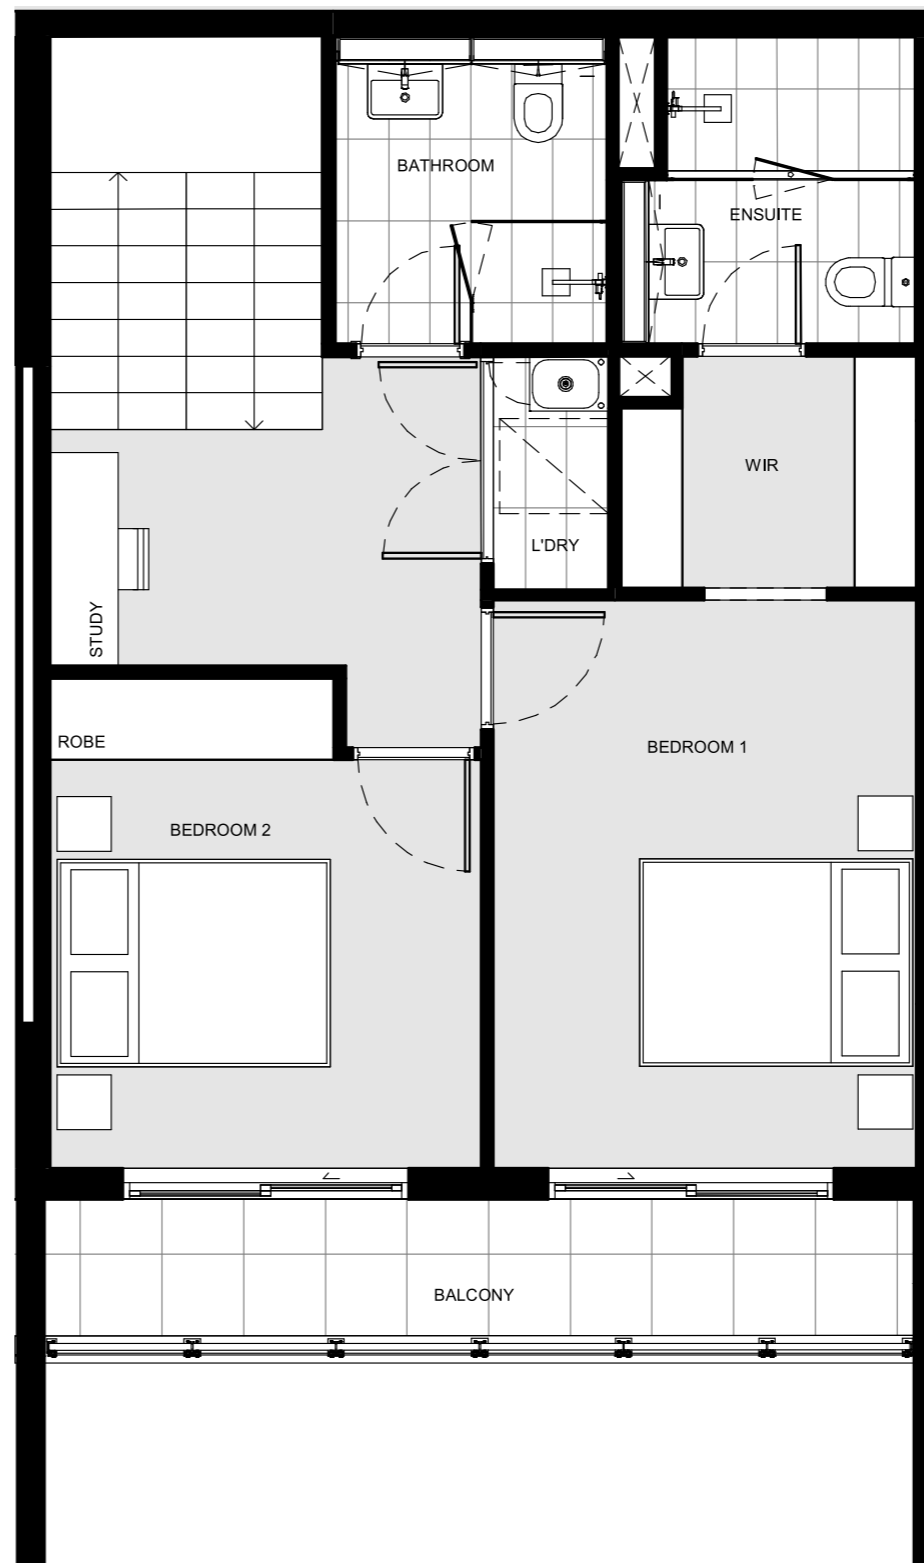 BATHROOM
ENSUITE
WIR
L'DRY
STUDY
ROBE
BEDROOM 1
BEDROOM 2
BALCONY